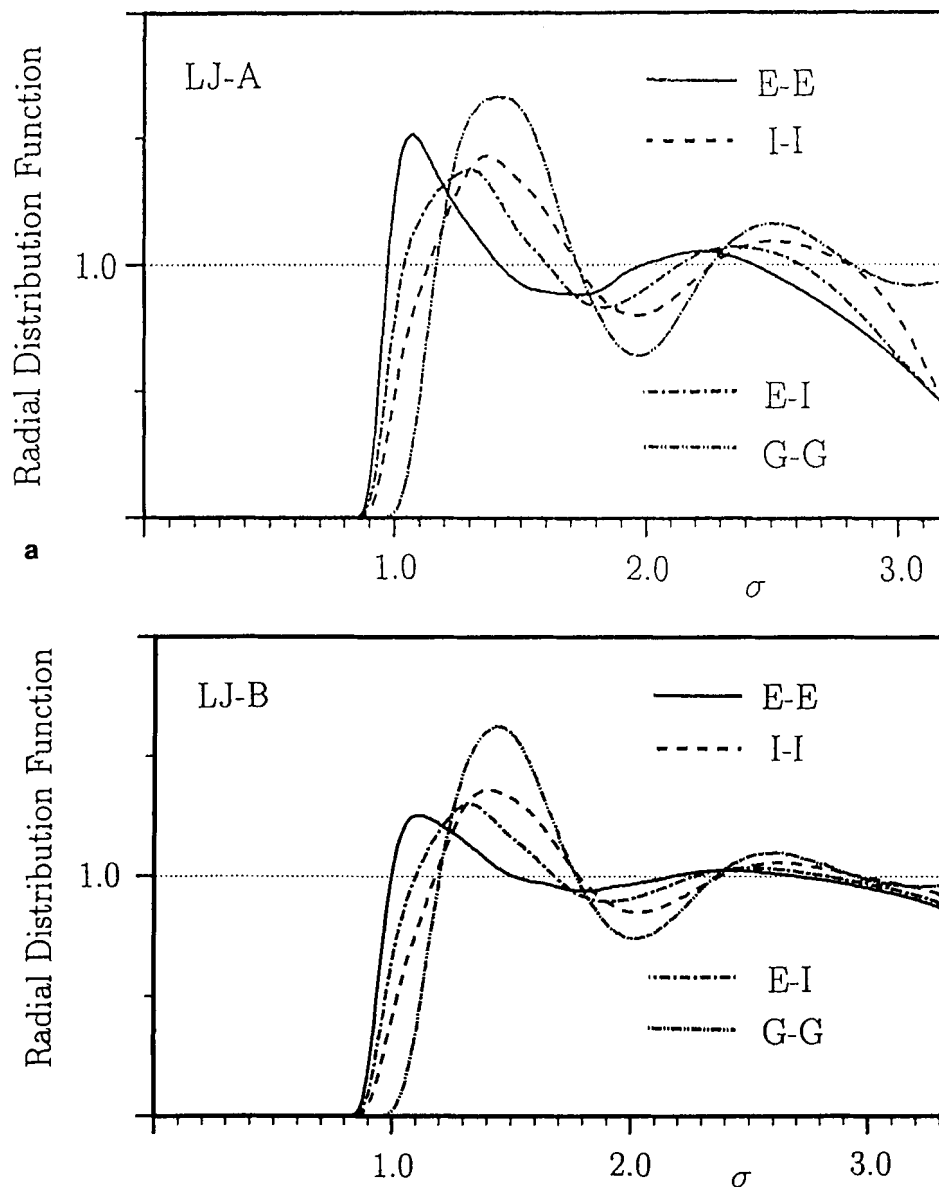 Radial Distribution Function
LJ-A
E-E
I-I
1.0
E-I
G-G
a
1.0
2.0
σ
3.0
Radial Distribution Function
LJ-B
E-E
I-I
1.0
E-I
G-G
1.0
2.0
σ
3.0